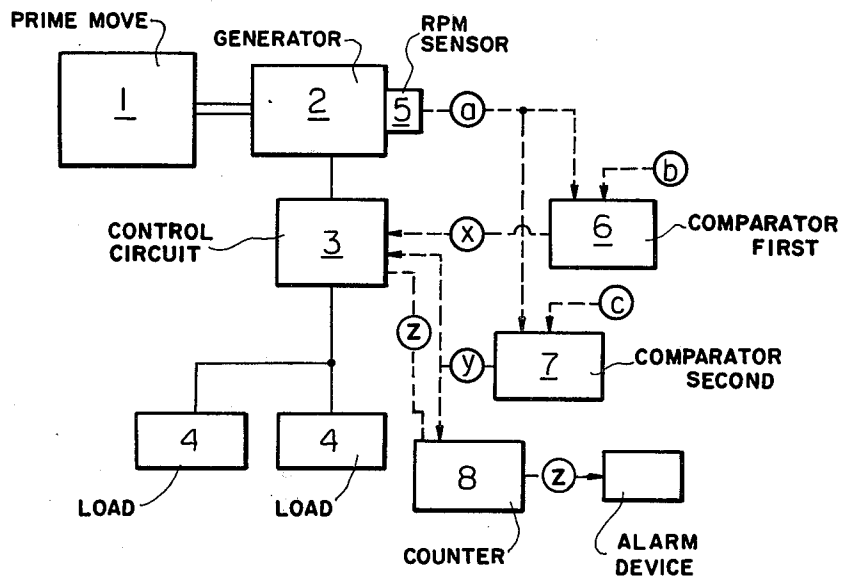 PRIME MOVE
GENERATOR
RPM
SENSOR
1
2
5
a
b
CONTROL
CIRCUIT
3
x
6
COMPARATOR
FIRST
c
z
y
7
COMPARATOR
SECOND
4
4
LOAD
LOAD
8
z
COUNTER
ALARM
DEVICE